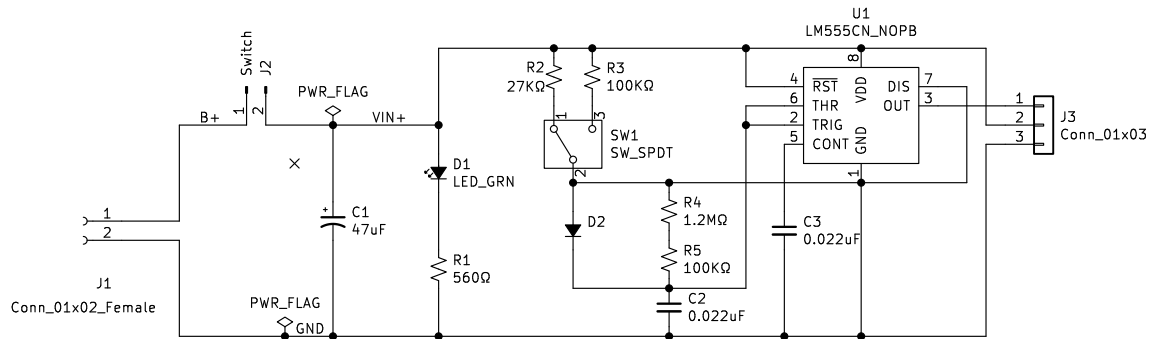 U1
LM555CN_NOPB
Switch
J2
1
2
PWR_FLAG
B+
VIN+
R2
27KΩ
R3
100KΩ
1
3
SW1
SW_SPDT
2
8
4
RST
VDD
DIS
7
6
THR
OUT
3
2
TRIG
5
CONT
GND
1
1
2
3
J3
Conn_01x03
D1
LED_GRN
C1
47uF
+
D2
R4
1.2MΩ
C3
0.022uF
1
2
J1
Conn_01x02_Female
R1
560Ω
R5
100KΩ
PWR_FLAG
GND
C2
0.022uF